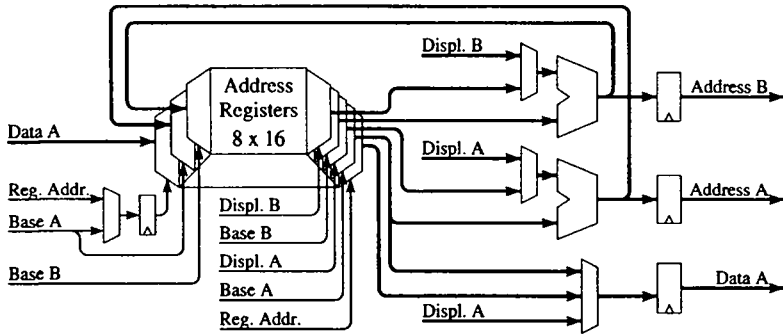 Displ. B
Address
Registers
8 x 16
Address B
Data A
Displ. A
Reg. Addr.
Displ. B
Address A
Base A
Base B
Base B
Displ. A
Base A
Data A
Reg. Addr.
Displ. A